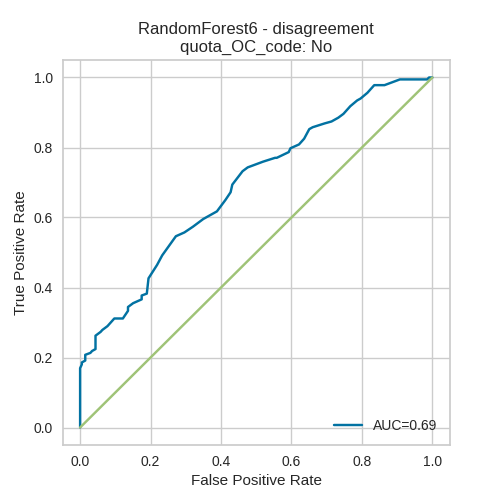 RandomForest6 - disagreement
quota_OC_code: No
True Positive Rate
1.0
0.8
0.6
0.4
0.2
0.0
AUC=0.69
0.0 0.2 0.4 0.6 0.8 1.0
False Positive Rate